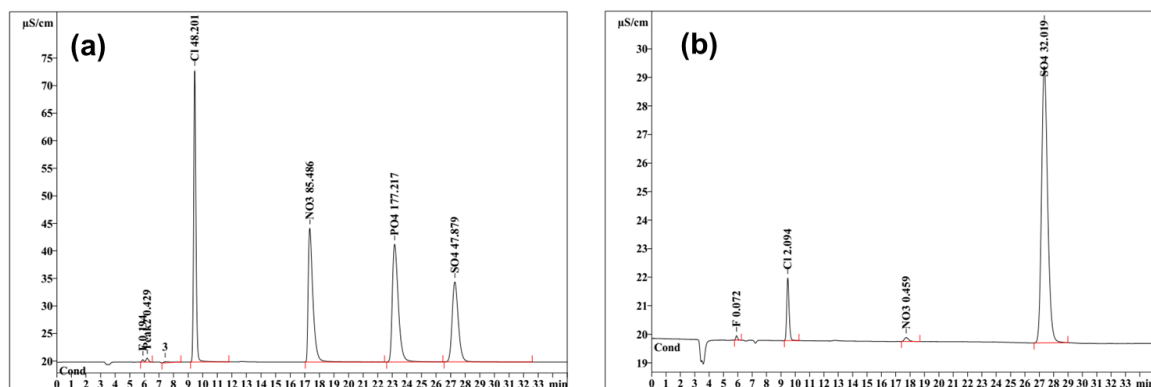 (a)
µS/cm
75
70
65
60
55
50
45
40
35
30
25
20
F 0.194
Peak2 0.429
3
Cl 48.201
NO3 85.486
PO4 177.217
SO4 47.879
Cond
0 1 2 3 4 5 6 7 8 9 10 11 12 13 14 15 16 17 18 19 20 21 22 23 24 25 26 27 28 29 30 31 32 33 min
(b)
µS/cm
30
29
28
27
26
25
24
23
22
21
20
19
F 0.072
Cl 2.094
NO3 0.459
SO4 32.019
Cond
0 1 2 3 4 5 6 7 8 9 10 11 12 13 14 15 16 17 18 19 20 21 22 23 24 25 26 27 28 29 30 31 32 33 min